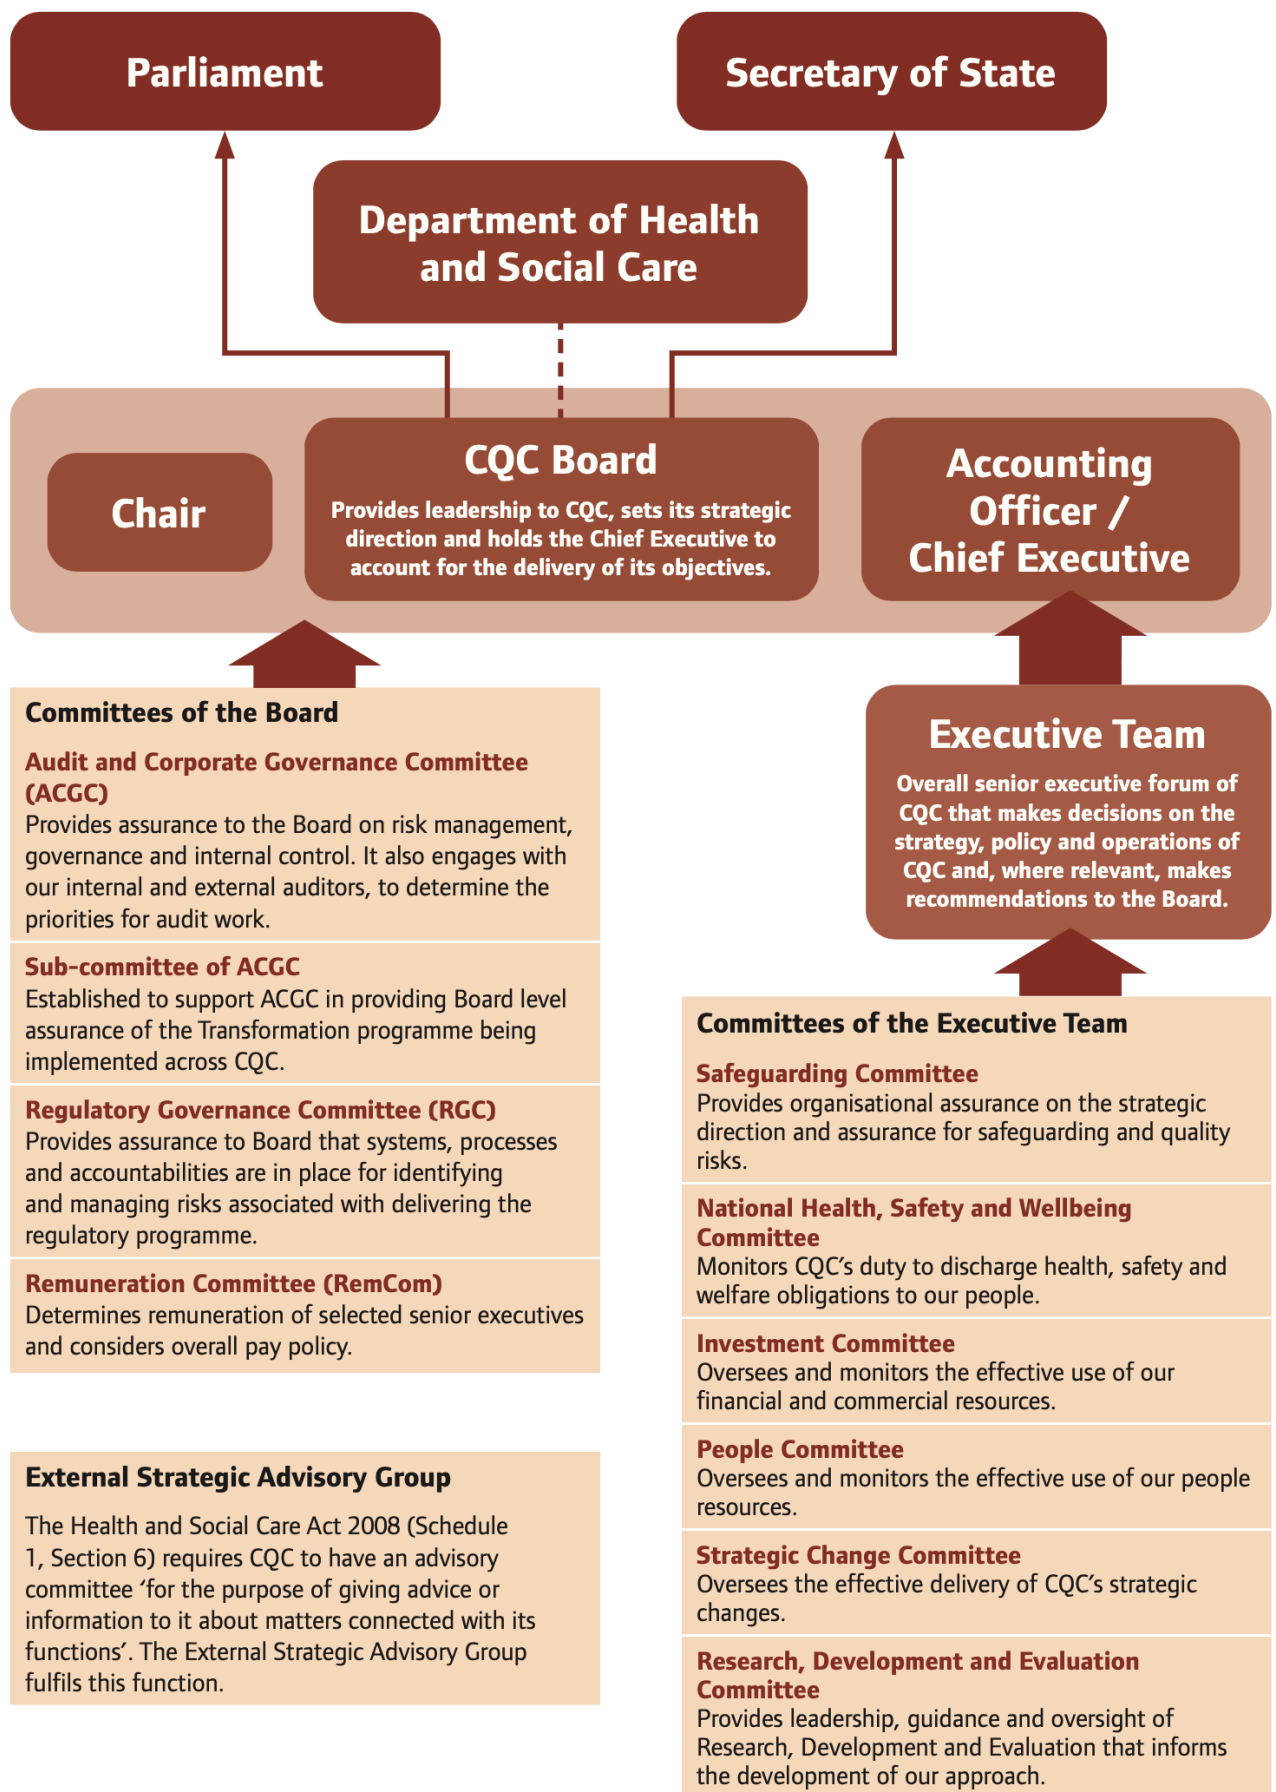 Parliament
Secretary of State
Department of Health
and Social Care
Chair
CQC Board
Provides leadership to CQC, sets its strategic
direction and holds the Chief Executive to
account for the delivery of its objectives.
Accounting
Officer /
Chief Executive
Committees of the Board
Audit and Corporate Governance Committee
(ACGC)
Provides assurance to the Board on risk management,
governance and internal control. It also engages with
our internal and external auditors, to determine the
priorities for audit work.
Sub-committee of ACGC
Established to support ACGC in providing Board level
assurance of the Transformation programme being
implemented across CQC.
Regulatory Governance Committee (RGC)
Provides assurance to Board that systems, processes
and accountabilities are in place for identifying
and managing risks associated with delivering the
regulatory programme.
Remuneration Committee (RemCom)
Determines remuneration of selected senior executives
and considers overall pay policy.
External Strategic Advisory Group
The Health and Social Care Act 2008 (Schedule
1, Section 6) requires CQC to have an advisory
committee ‘for the purpose of giving advice or
information to it about matters connected with its
functions’. The External Strategic Advisory Group
fulfils this function.
Executive Team
Overall senior executive forum of
CQC that makes decisions on the
strategy, policy and operations of
CQC and, where relevant, makes
recommendations to the Board.
Committees of the Executive Team
Safeguarding Committee
Provides organisational assurance on the strategic
direction and assurance for safeguarding and quality
risks.
National Health, Safety and Wellbeing
Committee
Monitors CQC’s duty to discharge health, safety and
welfare obligations to our people.
Investment Committee
Oversees and monitors the effective use of our
financial and commercial resources.
People Committee
Oversees and monitors the effective use of our people
resources.
Strategic Change Committee
Oversees the effective delivery of CQC’s strategic
changes.
Research, Development and Evaluation
Committee
Provides leadership, guidance and oversight of
Research, Development and Evaluation that informs
the development of our approach.